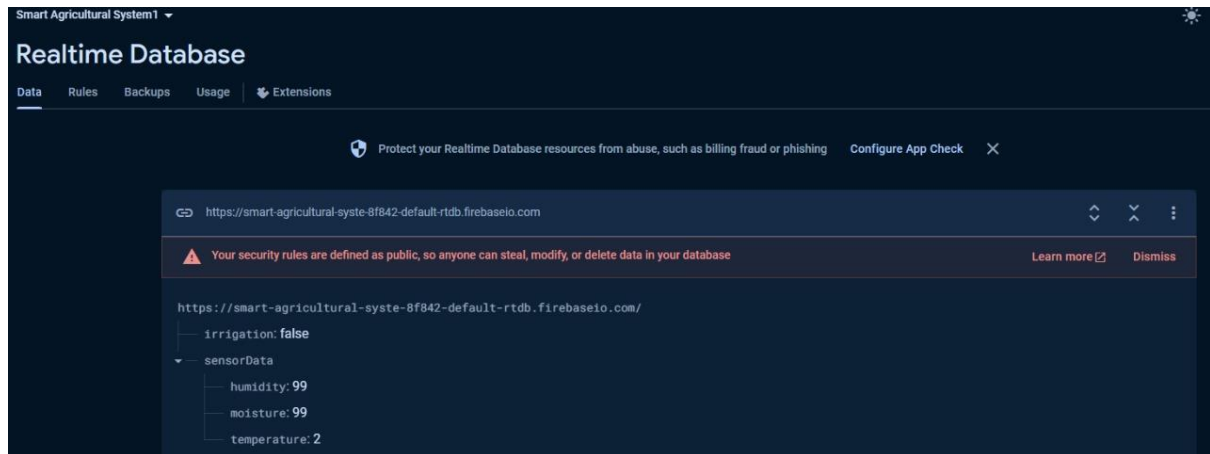 Smart Agricultural System1
Realtime Database
Data Rules Backups Usage Extensions
Protect your Realtime Database resources from abuse, such as billing fraud or phishing Configure App Check
https://smart-agricultural-syste-8f842-default-rtdb.firebaseio.com
Your security rules are defined as public, so anyone can steal, modify, or delete data in your database Learn more Dismiss
https://smart-agricultural-syste-8f842-default-rtdb.firebaseio.com/
irrigation: false
sensorData
humidity: 99
moisture: 99
temperature: 2